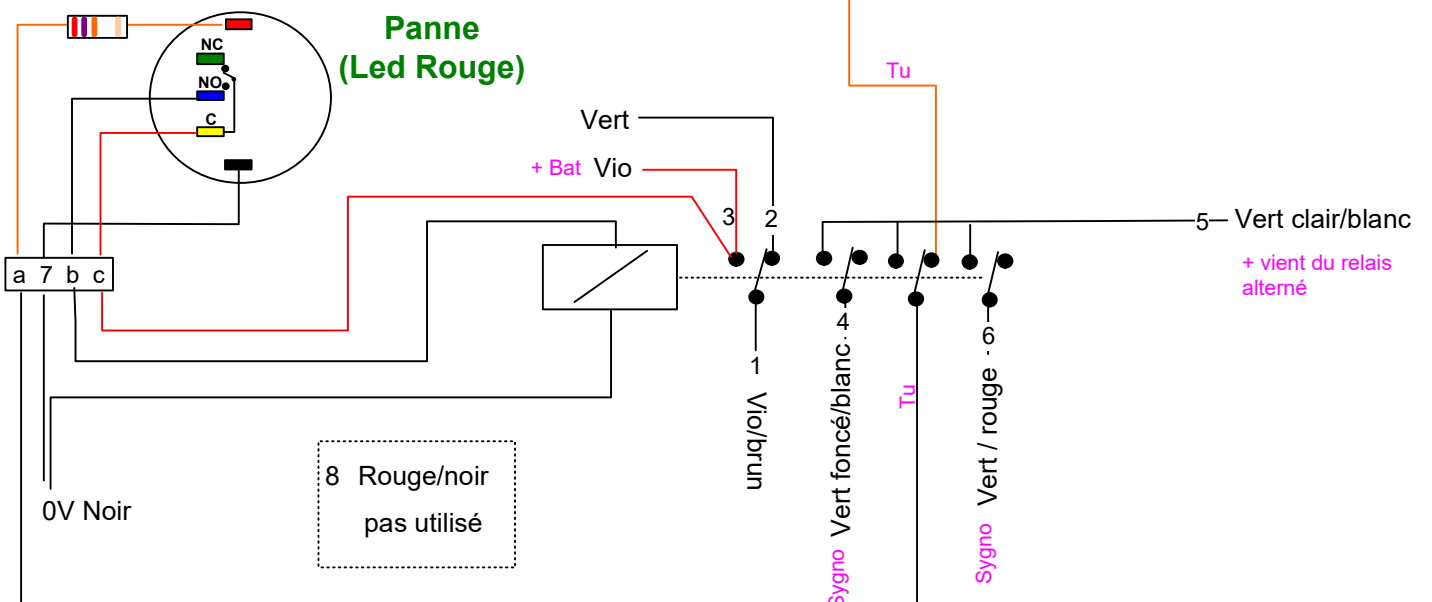 Panne
(Led Rouge)
NC
NO
C
Tu
Vert
+ Bat Vio
3
2
5
Vert clair/blanc
+ vient du relais
alterné
a 7 b c
4
6
1
Vio/brun
Sygno Vert foncé/blanc
Tu
Sygno Vert / rouge
8 Rouge/noir
pas utilisé
0V Noir